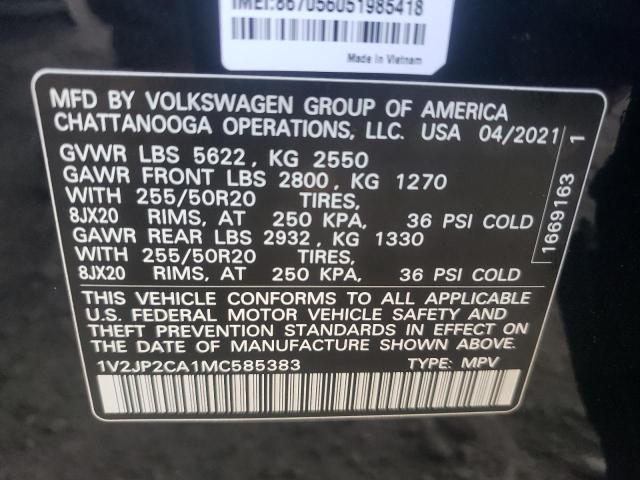 IMEI:867056051985418
Made in Vietnam
MFD BY VOLKSWAGEN GROUP OF AMERICA
CHATTANOOGA OPERATIONS, LLC. USA 04/2021
GVWR LBS 5622, KG 2550
GAWR FRONT LBS 2800, KG 1270
WITH 255/50R20 TIRES,
8JX20 RIMS, AT 250 KPA, 36 PSI COLD
GAWR REAR LBS 2932, KG 1330
WITH 255/50R20 TIRES,
8JX20 RIMS, AT 250 KPA, 36 PSI COLD
1669163 1
THIS VEHICLE CONFORMS TO ALL APPLICABLE
U.S. FEDERAL MOTOR VEHICLE SAFETY AND
THEFT PREVENTION STANDARDS IN EFFECT ON
THE DATE OF MANUFACTURE SHOWN ABOVE.
1V2JP2CA1MC585383 TYPE: MPV